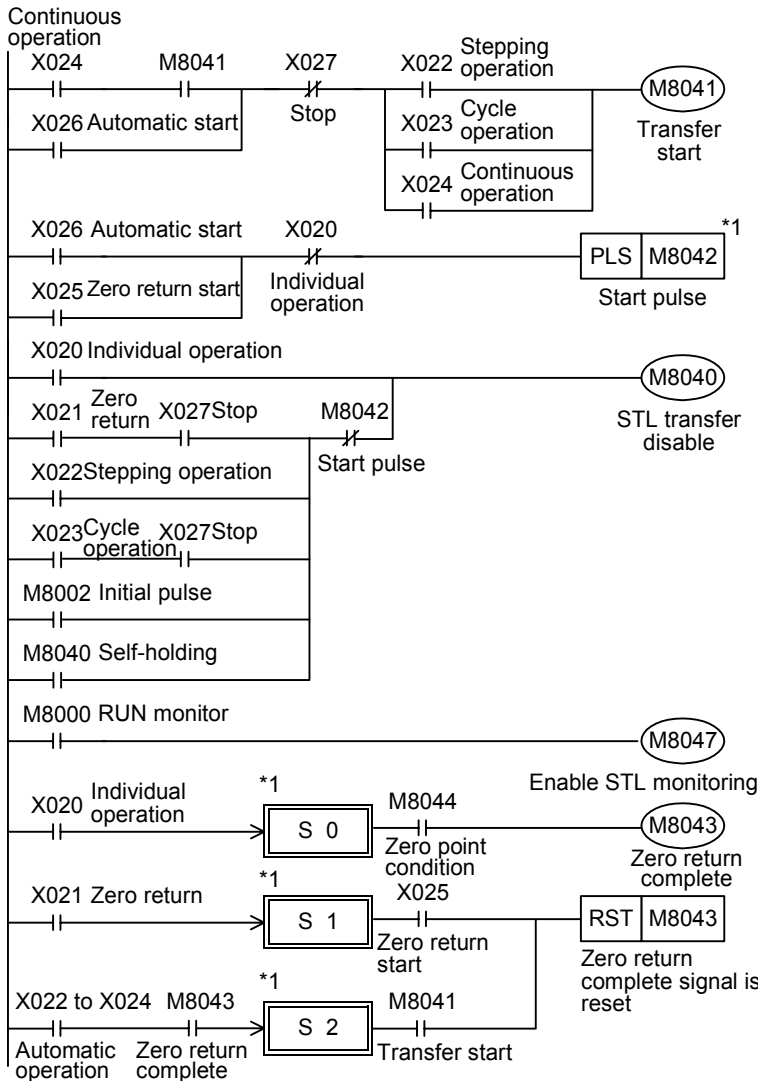 Continuous
operation
X024 M8041 X027 X022 Stepping
operation
M8041
X026 Automatic start Stop X023 Cycle
operation
Transfer
start
X024 Continuous
operation
X026 Automatic start X020 *1
PLS M8042
X025 Zero return start Individual
operation
Start pulse
X020 Individual operation
M8040
X021 Zero
return X027 Stop M8042
STL transfer
disable
Start pulse
X022 Stepping operation
X023 Cycle
operation X027 Stop
M8002 Initial pulse
M8040 Self-holding
M8000 RUN monitor
M8047
Enable STL monitoring
X020 Individual
operation
*1
S 0
M8044
M8043
Zero point
condition
Zero return
complete
X021 Zero return
*1
S 1
X025
RST M8043
Zero return
start
Zero return
complete signal is
reset
X022 to X024 M8043
*1
S 2
M8041
Automatic
operation
Zero return
complete
Transfer start